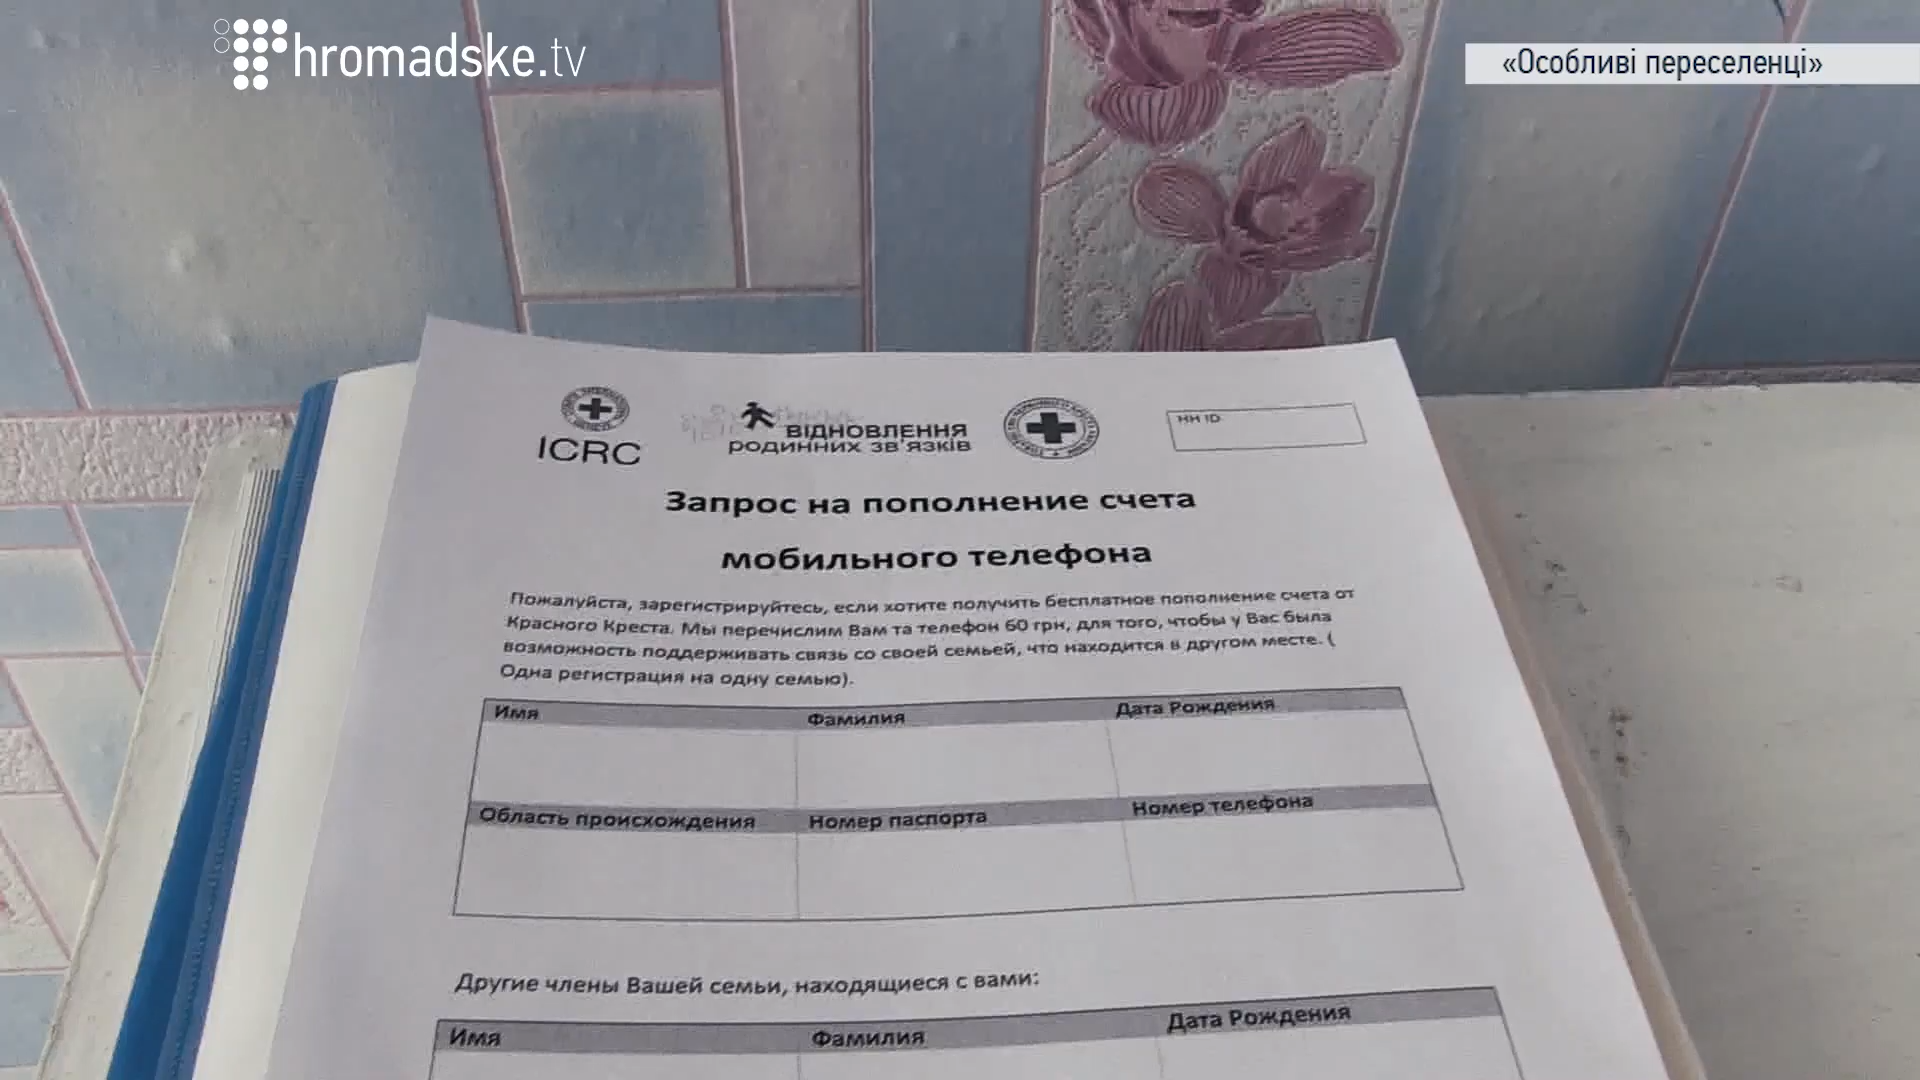 hromadske.tv
«Особливі переселенці»
ICRC
ВІДНОВЛЕННЯ
РОДИННИХ ЗВ'ЯЗКІВ
HH ID
Запрос на пополнение счета
мобильного телефона
Пожалуйста, зарегистрируйтесь, если хотите получить бесплатное пополнение счета от
Красного Креста. Мы перечислим Вам та телефон 60 грн, для того, чтобы у Вас была
возможность поддерживать связь со своей семьей, что находится в другом месте. (
Одна регистрация на одну семью).
Имя Фамилия Дата Рождения
Область происхождения Номер паспорта Номер телефона
Другие члены Вашей семьи, находящиеся с вами:
Имя Фамилия Дата Рождения